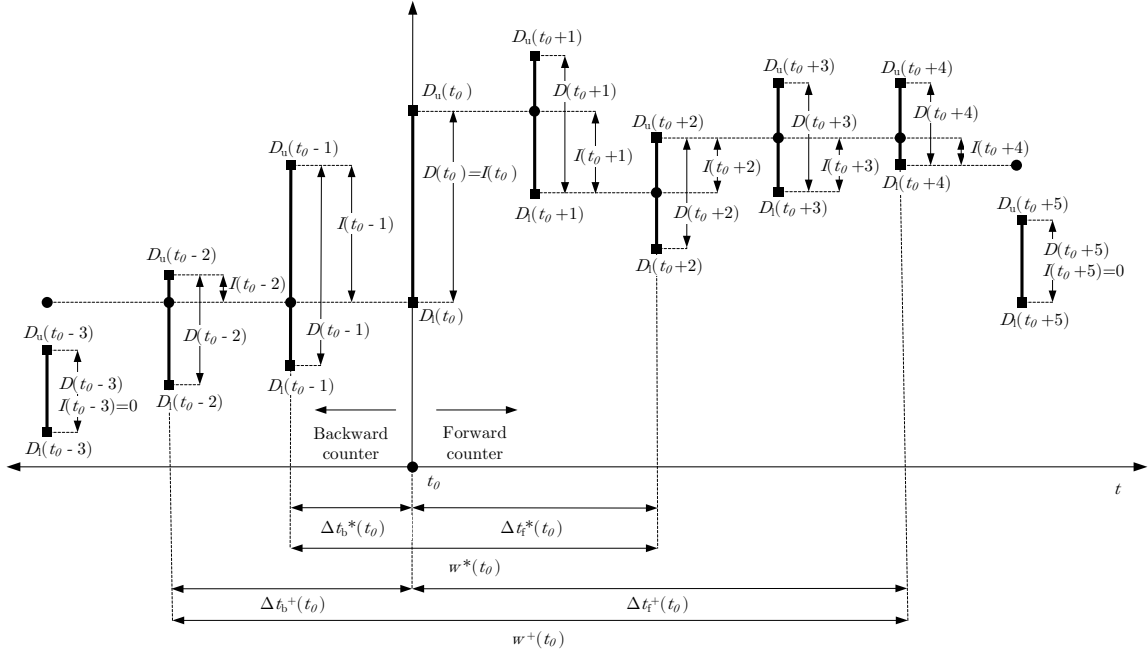 Dᵤ(t₀+1)
Dᵤ(t₀+3)
Dᵤ(t₀+4)
Dᵤ(t₀)
D(t₀+1)
D(t₀+3)
D(t₀+4)
Dᵤ(t₀+2)
Dᵤ(t₀-1)
D(t₀)=I(t₀)
I(t₀+1)
I(t₀+2)
I(t₀+3)
I(t₀+4)
Dₗ(t₀+4)
Dₗ(t₀+1)
D(t₀+2)
Dₗ(t₀+3)
Dᵤ(t₀+5)
I(t₀-1)
Dᵤ(t₀-2)
Dₗ(t₀+2)
D(t₀+5)
I(t₀+5)=0
I(t₀-2)
Dₗ(t₀)
Dₗ(t₀+5)
Dᵤ(t₀-3)
D(t₀-2)
D(t₀-1)
D(t₀-3)
I(t₀-3)=0
Dₗ(t₀-2)
Dₗ(t₀-1)
Dₗ(t₀-3)
Backward
counter
Forward
counter
t₀
t
Δt_b*(t₀)
Δt_f*(t₀)
w*(t₀)
Δt_b⁺(t₀)
Δt_f⁺(t₀)
w⁺(t₀)